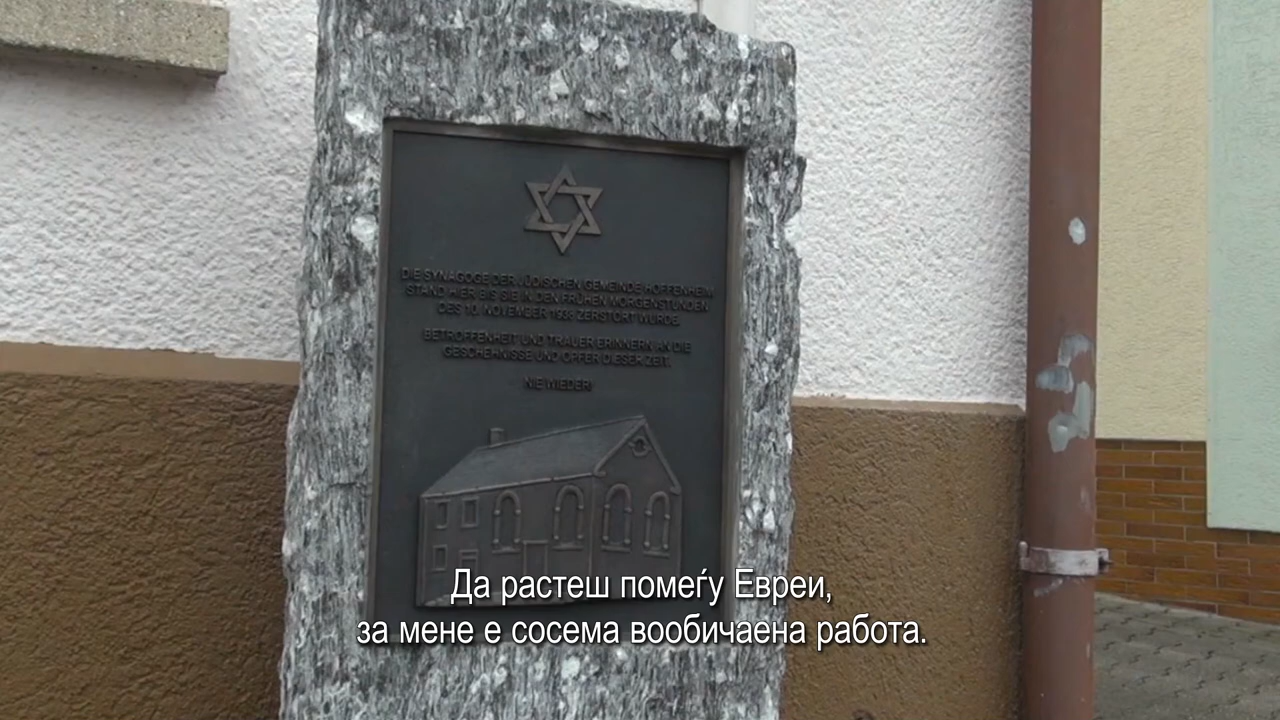 DIE SYNAGOGE DER JÜDISCHEN GEMEINDE HOFFENHEIM
STAND HIER BIS SIE IN DEN FRÜHEN MORGENSTUNDEN
DES 10. NOVEMBER 1938 ZERSTÖRT WURDE.
BETROFFENHEIT UND TRAUER ERINNERN AN DIE
GESCHEHNISSE UND OPFER DIESER ZEIT.
NIE WIEDER!
Да растеш помеѓу Евреи,
за мене е сосема вообичаена работа.